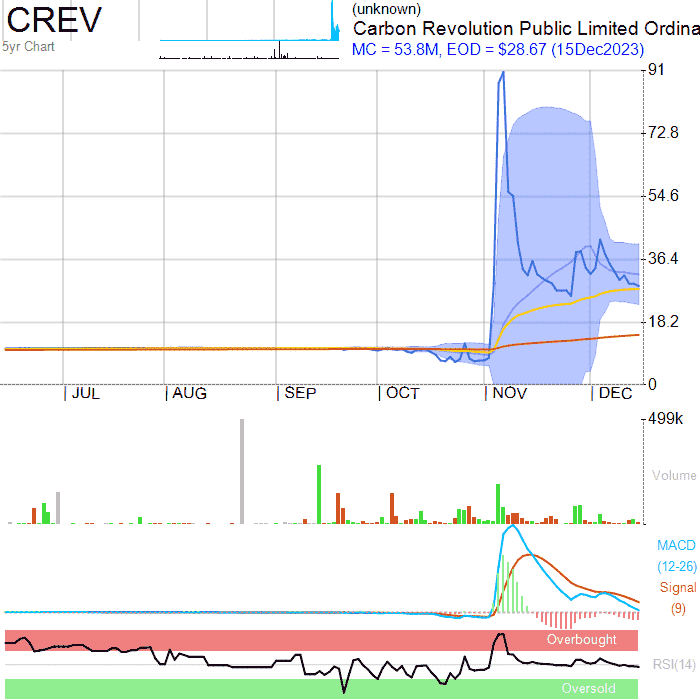 CREV
5yr Chart
(unknown)
Carbon Revolution Public Limited Ordina
MC = 53.8M, EOD = $28.67 (15Dec2023)
91
72.8
54.6
36.4
18.2
0
JUL AUG SEP OCT NOV DEC
499k
Volume
MACD
(12-26)
Signal
(9)
Overbought
RSI(14)
Oversold